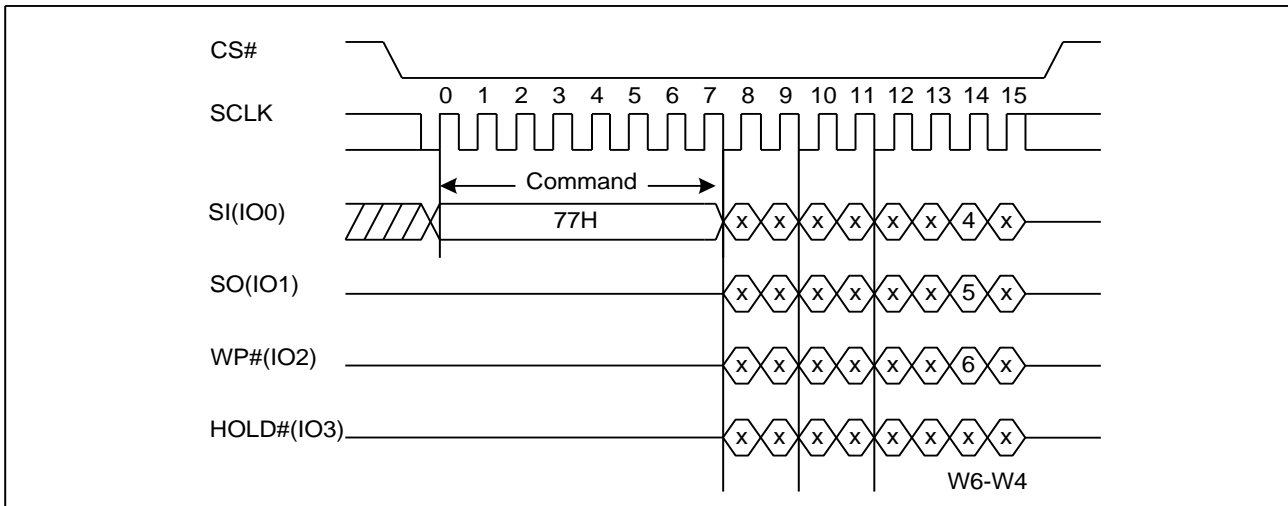 CS#
0 1 2 3 4 5 6 7 8 9 10 11 12 13 14 15
SCLK
Command
SI(IO0)
77H
x x x x x x 4 x
SO(IO1)
x x x x x x 5 x
WP#(IO2)
x x x x x x 6 x
HOLD#(IO3)
x x x x x x x x
W6-W4